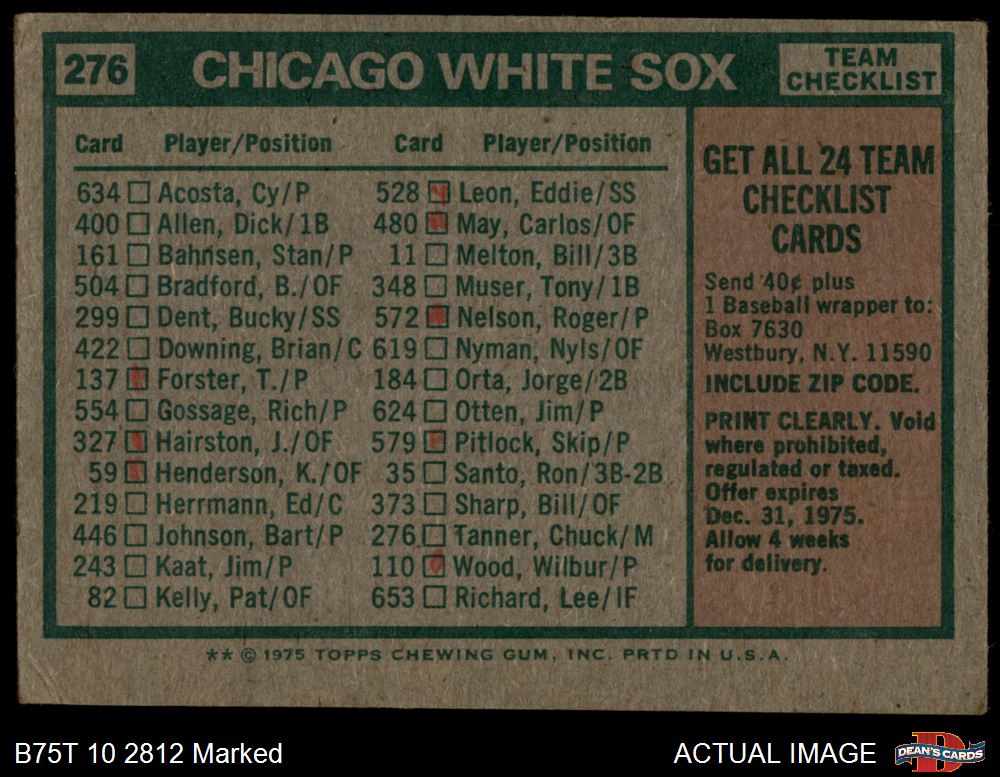 276 CHICAGO WHITE SOX TEAM CHECKLIST
Card Player/Position Card Player/Position
634 Acosta, Cy/P 528 Leon, Eddie/SS
400 Allen, Dick/1B 480 May, Carlos/OF
161 Bahnsen, Stan/P 11 Melton, Bill/3B
504 Bradford, B./OF 348 Muser, Tony/1B
299 Dent, Bucky/SS 572 Nelson, Roger/P
422 Downing, Brian/C 619 Nyman, Nyls/OF
137 Forster, T./P 184 Orta, Jorge/2B
554 Gossage, Rich/P 624 Otten, Jim/P
327 Hairston, J./OF 579 Pitlock, Skip/P
59 Henderson, K./OF 35 Santo, Ron/3B-2B
219 Herrmann, Ed/C 373 Sharp, Bill/OF
446 Johnson, Bart/P 276 Tanner, Chuck/M
243 Kaat, Jim/P 110 Wood, Wilbur/P
82 Kelly, Pat/OF 653 Richard, Lee/IF
GET ALL 24 TEAM
CHECKLIST
CARDS
Send 40¢ plus
1 Baseball wrapper to:
Box 7630
Westbury, N.Y. 11590
INCLUDE ZIP CODE.
PRINT CLEARLY. Void
where prohibited,
regulated or taxed.
Offer expires
Dec. 31, 1975.
Allow 4 weeks
for delivery.
** © 1975 TOPPS CHEWING GUM, INC. PRTD IN U.S.A.
B75T 10 2812 Marked ACTUAL IMAGE DEAN'S CARDS